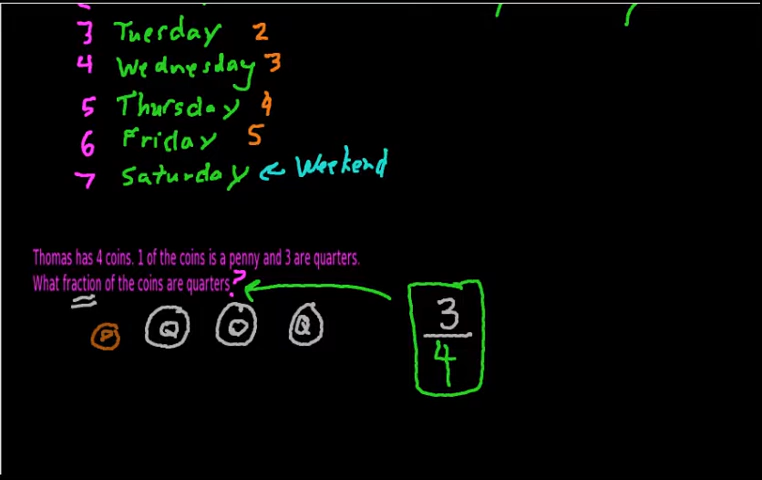 3 Tuesday 2
4 Wednesday 3
5 Thursday 4
6 Friday 5
7 Saturday ← Weekend
Thomas has 4 coins. 1 of the coins is a penny and 3 are quarters.
What fraction of the coins are quarters?
P Q Q Q
3
4